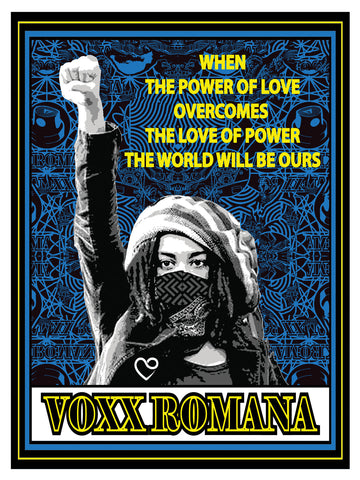 WHEN
THE POWER OF LOVE
OVERCOMES
THE LOVE OF POWER
THE WORLD WILL BE OURS
VOXX ROMANA